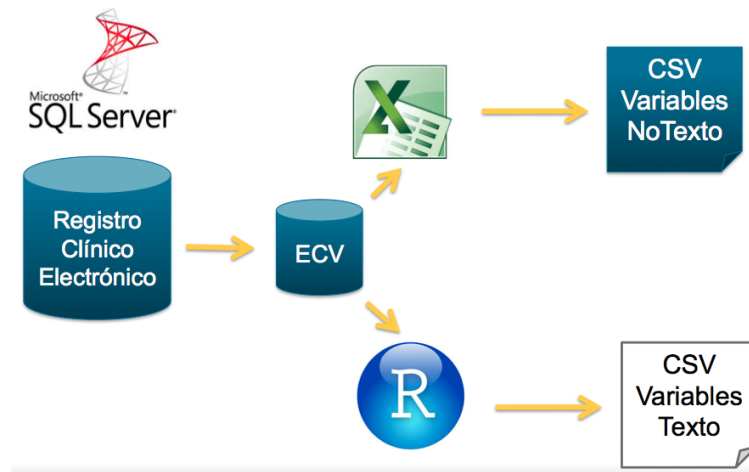 Microsoft®
SQL Server®
Registro
Clínico
Electrónico
ECV
X
CSV
Variables
NoTexto
R
CSV
Variables
Texto